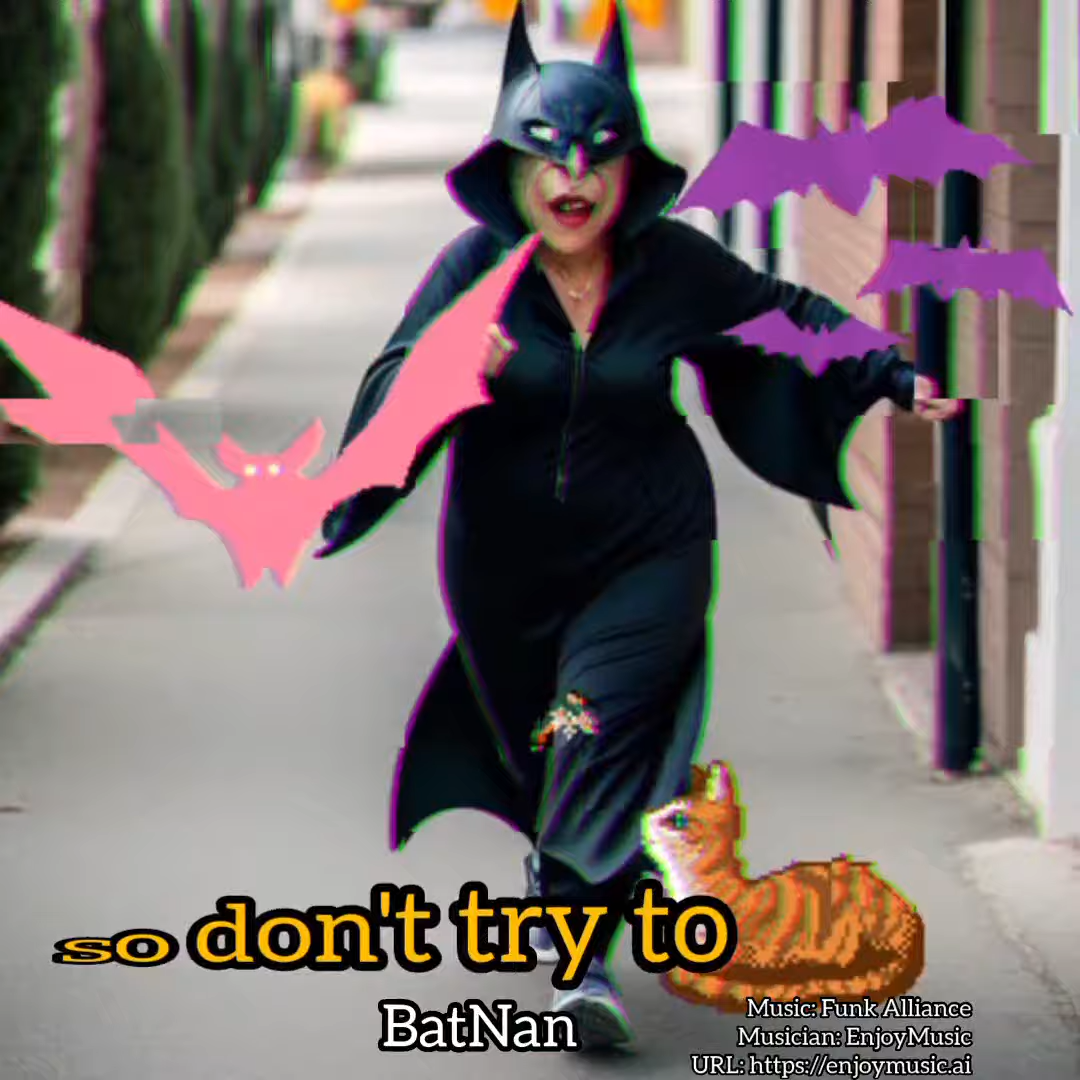 so don't try to
BatNan
Music: Funk Alliance
Musician: EnjoyMusic
URL: https://enjoymusic.ai